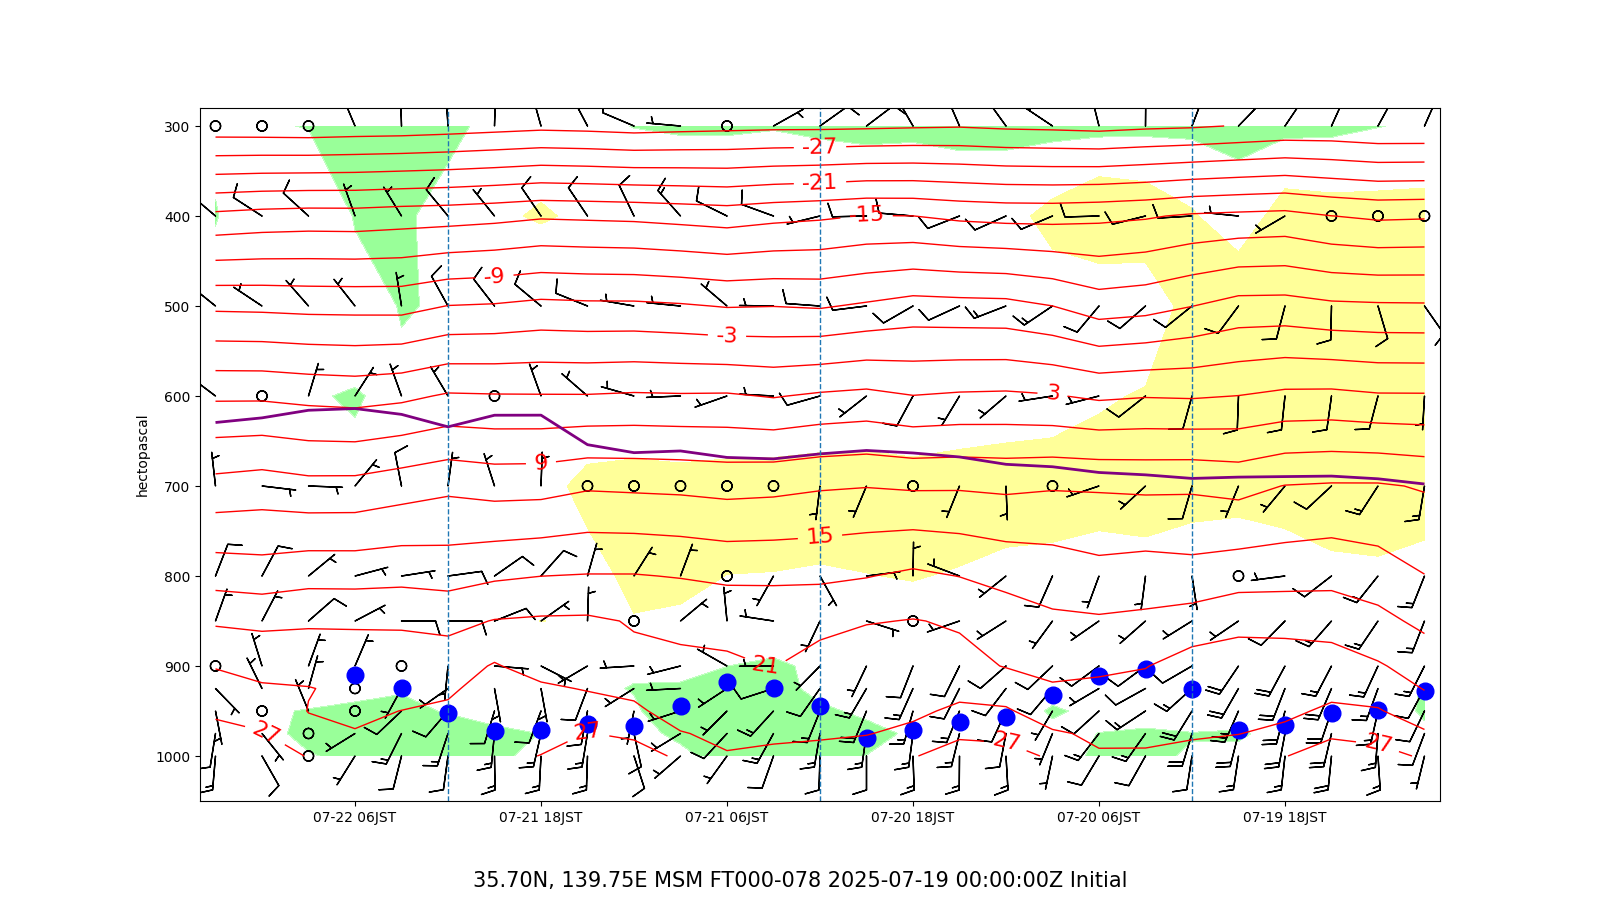 300
400
500
600
700
800
900
1000
hectopascal
-27
-21
15
-9
-3
3
9
15
21
27
27
27
27
07-22 06JST
07-21 18JST
07-21 06JST
07-20 18JST
07-20 06JST
07-19 18JST
35.70N, 139.75E MSM FT000-078 2025-07-19 00:00:00Z Initial